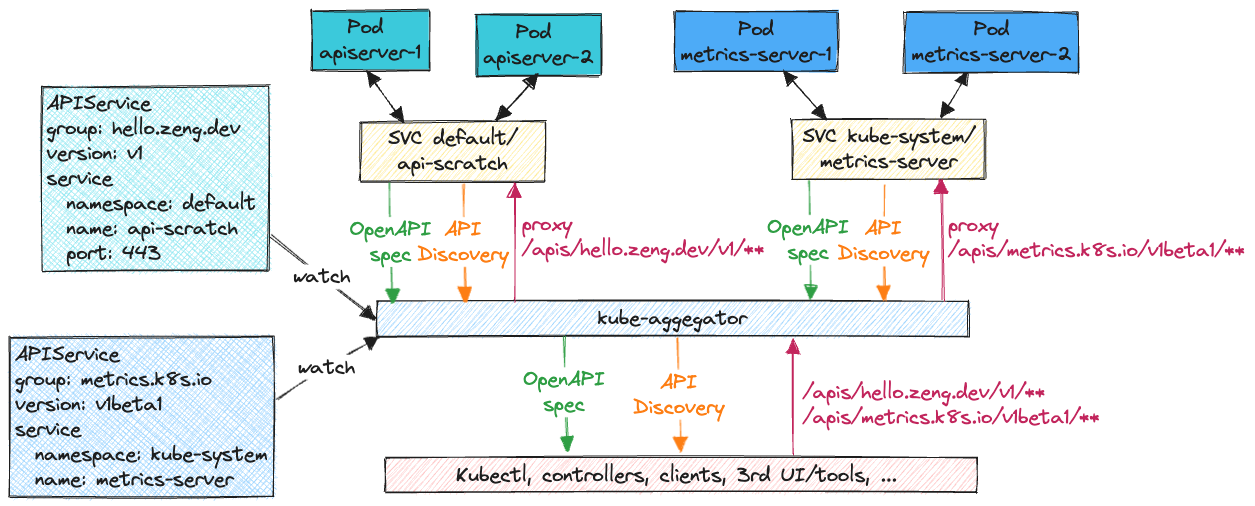 Pod
apiserver-1
Pod
apiserver-2
Pod
metrics-server-1
Pod
metrics-server-2
APIService
group: hello.zeng.dev
version: v1
service
namespace: default
name: api-scratch
port: 443
SVC default/
api-scratch
SVC kube-system/
metrics-server
OpenAPI
spec
API
Discovery
proxy
/apis/hello.zeng.dev/v1/**
OpenAPI
spec
API
Discovery
proxy
/apis/metrics.k8s.io/v1beta1/**
watch
kube-aggegator
APIService
group: metrics.k8s.io
version: v1beta1
service
namespace: kube-system
name: metrics-server
watch
OpenAPI
spec
API
Discovery
/apis/hello.zeng.dev/v1/**
/apis/metrics.k8s.io/v1beta1/**
Kubectl, controllers, clients, 3rd UI/tools, ...